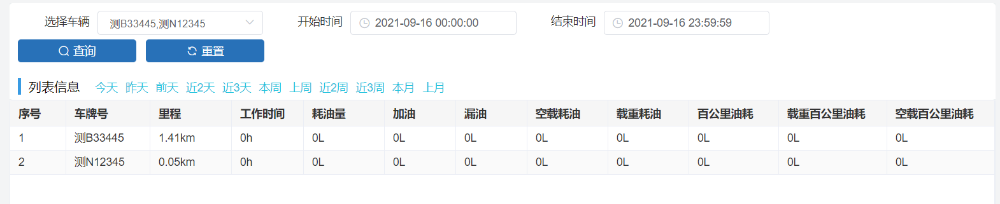 选择车辆 测B33445,测N12345 开始时间 2021-09-16 00:00:00 结束时间 2021-09-16 23:59:59
查询 重置
列表信息 今天 昨天 前天 近2天 近3天 本周 上周 近2周 近3周 本月 上月
序号 车牌号 里程 工作时间 耗油量 加油 漏油 空载耗油 载重耗油 百公里油耗 载重百公里油耗 空载百公里油耗
1 测B33445 1.41km 0h 0L 0L 0L 0L 0L 0L 0L 0L
2 测N12345 0.05km 0h 0L 0L 0L 0L 0L 0L 0L 0L